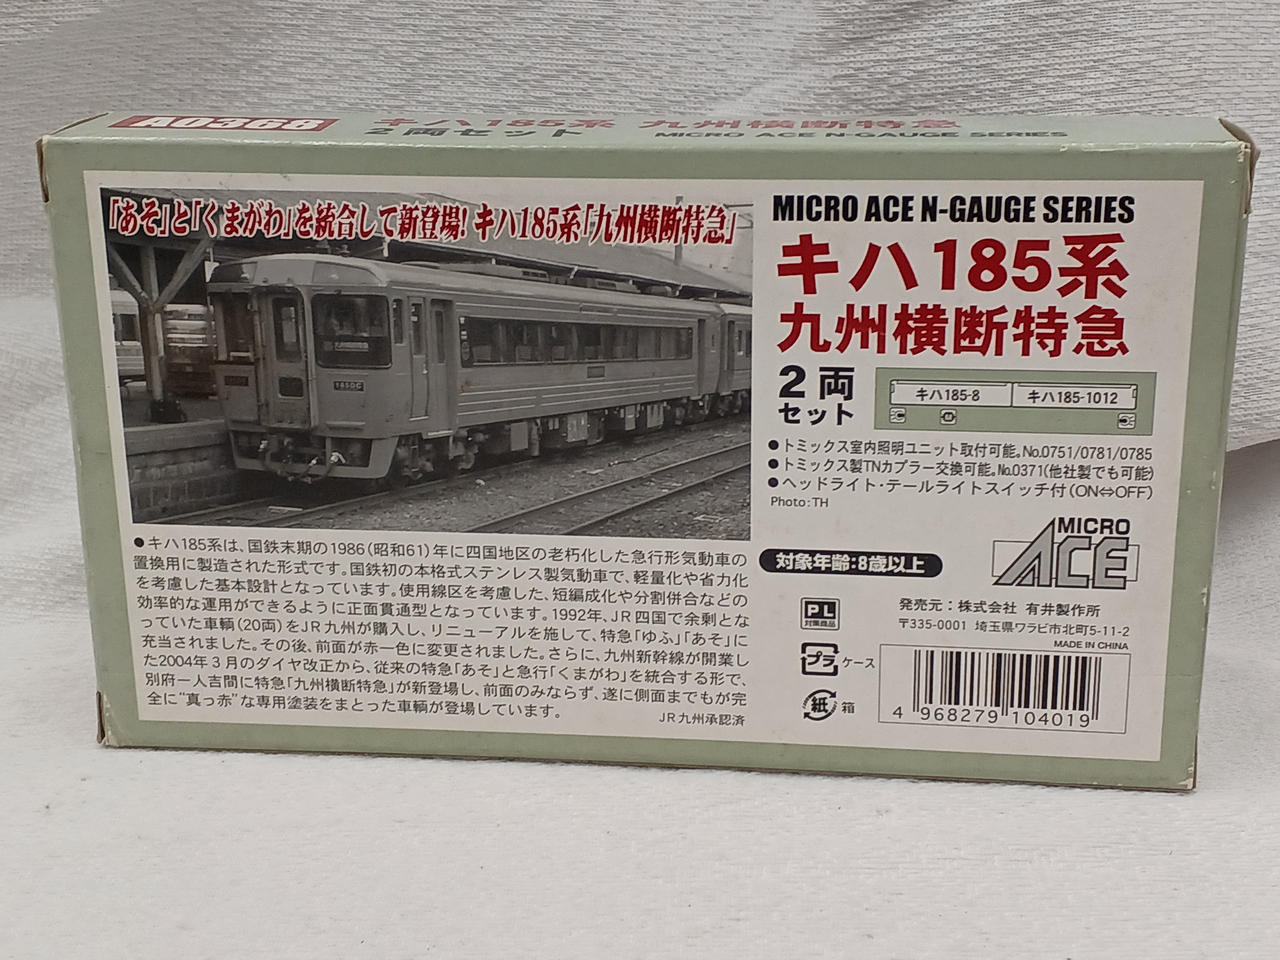 A0368 キハ185系 九州横断特急
2両セット MICRO ACE N-GAUGE SERIES
「あそ」と「くまがわ」を統合して新登場! キハ185系「九州横断特急」
185DC
●キハ185系は、国鉄末期の1986(昭和61)年に四国地区の老朽化した急行形気動車の
置換用に製造された形式です。国鉄初の本格式ステンレス製気動車で、軽量化や省力化
を考慮した基本設計となっています。使用線区を考慮した、短編成化や分割併合などの
効率的な運用ができるように正面貫通型となっています。1992年、JR四国で余剰とな
っていた車輌(20両)をJR九州が購入し、リニューアルを施して、特急「ゆふ」「あそ」に
充当されました。その後、前面が赤一色に変更されました。さらに、九州新幹線が開業し
た2004年3月のダイヤ改正から、従来の特急「あそ」と急行「くまがわ」を統合する形で、
別府ー人吉間に特急「九州横断特急」が新登場し、前面のみならず、遂に側面までもが完
全に“真っ赤”な専用塗装をまとった車輌が登場しています。
JR九州承認済
MICRO ACE N-GAUGE SERIES
キハ185系
九州横断特急
2両
セット
キハ185-8 キハ185-1012
M
●トミックス室内照明ユニット取付可能。No.0751/0781/0785
●トミックス製TNカプラー交換可能。No.0371(他社製でも可能)
●ヘッドライト・テールライトスイッチ付(ON⇔OFF)
Photo:TH
対象年齢:8歳以上
MICRO
ACE
PL
対策商品
発売元:株式会社 有井製作所
〒335-0001 埼玉県ワラビ市北町5-11-2
MADE IN CHINA
プラ ケース
紙 箱
4 968279 104019